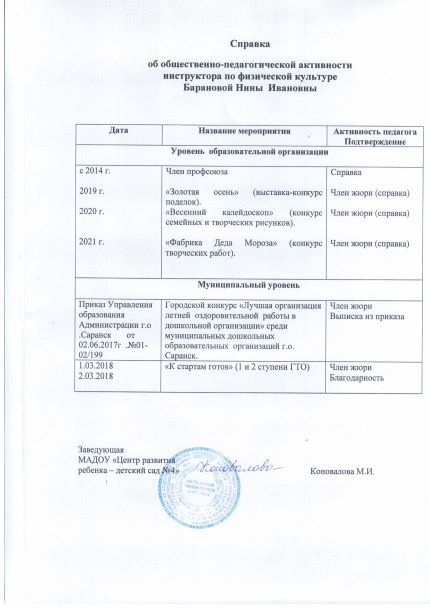 Справка
об общественно-педагогической активности
инструктора по физической культуре
Барановой Нины Ивановны
Дата Название мероприятия Активность педагога
Подтверждение
Уровень образовательной организации
с 2014 г. Член профсоюза Справка
2019 г. «Золотая осень» (выставка-конкурс Член жюри (справка)
поделок).
2020 г. «Весенний калейдоскоп» (конкурс Член жюри (справка)
семейных и творческих рисунков).
2021 г. «Фабрика Деда Мороза» (конкурс Член жюри (справка)
творческих работ).
Муниципальный уровень
Приказ Управления Городской конкурс «Лучшая организация Член жюри
образования летней оздоровительной работы в Выписка из приказа
Администрации г.о дошкольной организации» среди
.Саранск от муниципальных дошкольных
02.06.2017г .№01- образовательных организаций г.о.
02/199 Саранск.
1.03.2018 «К стартам готов» (1 и 2 ступени ГТО) Член жюри
2.03.2018 Благодарность
Заведующая
МАДОУ «Центр развития
ребенка – детский сад №4» Коновалова Коновалова М.И.